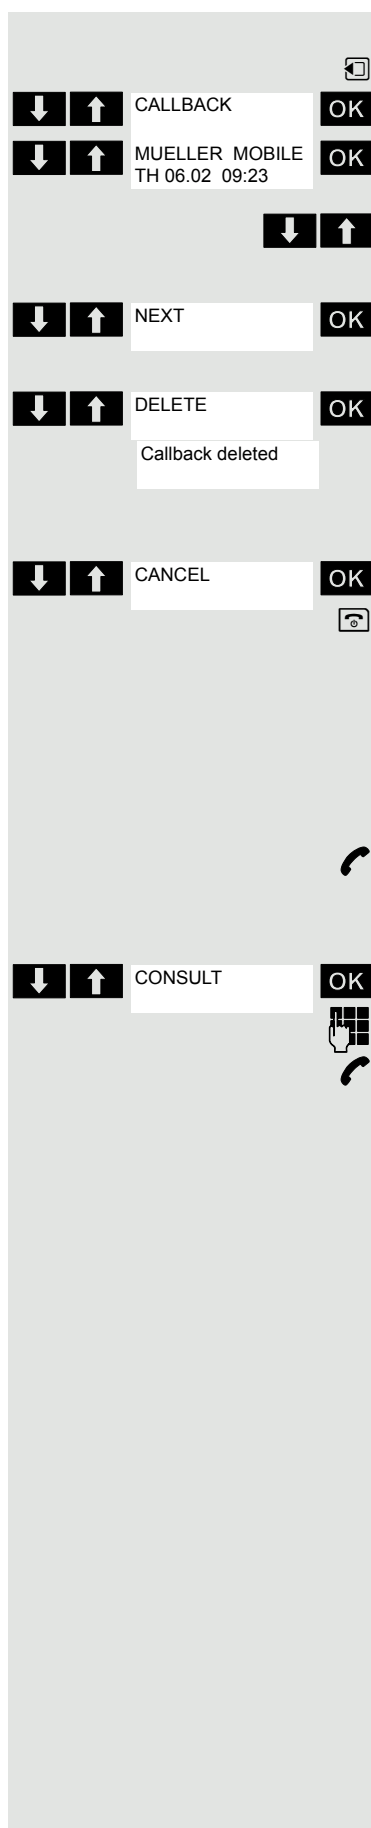 CALLBACK OK
MUELLER MOBILE OK
TH 06.02 09:23
NEXT OK
DELETE OK
Callback deleted
CANCEL OK
CONSULT OK